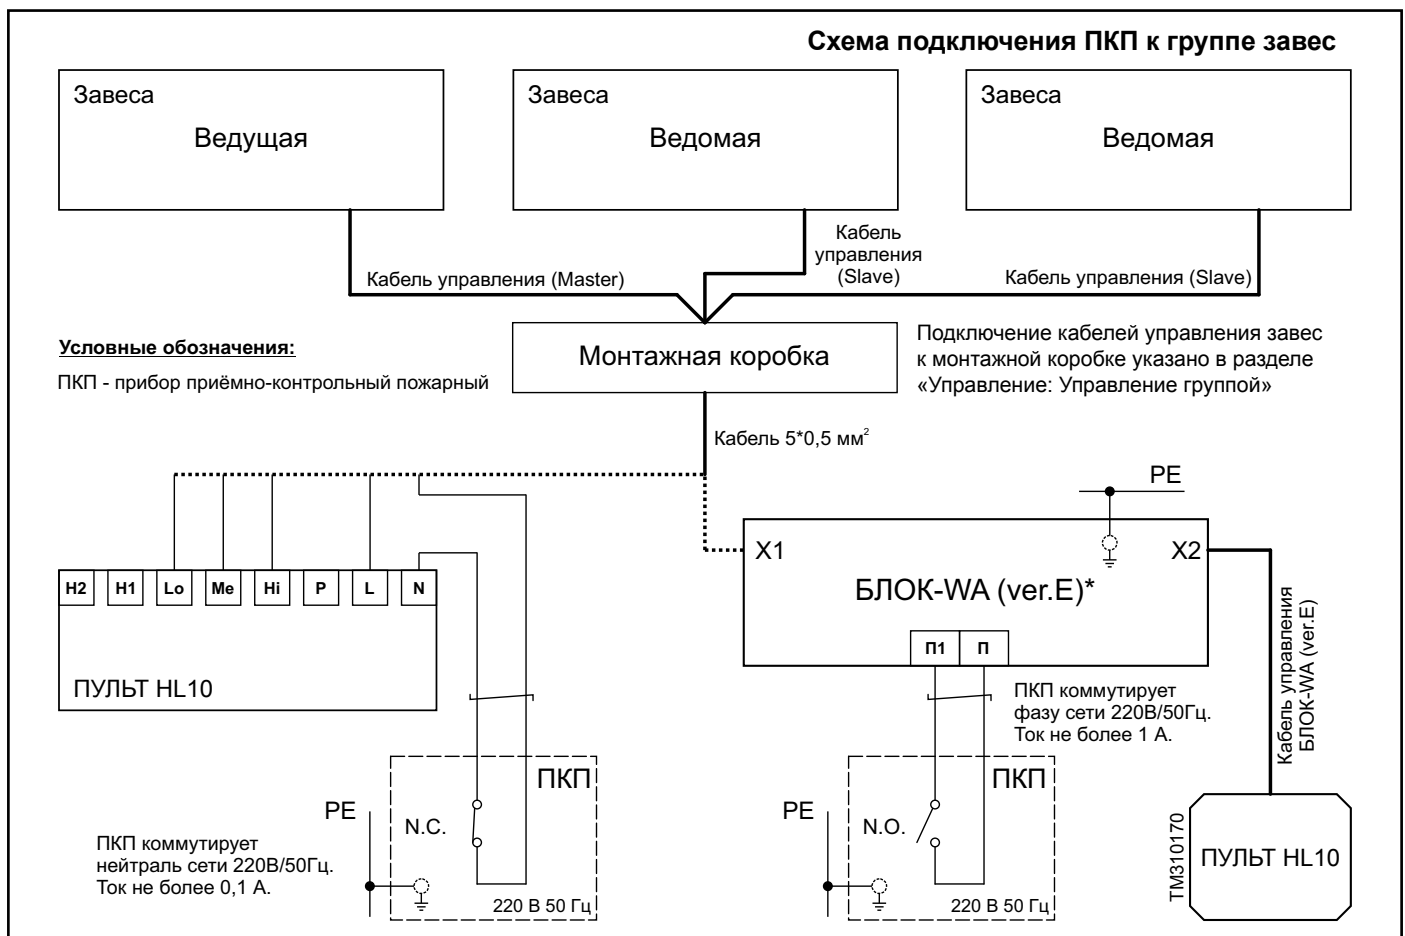 Схема подключения ПКП к группе завес
Завеса
Ведущая
Завеса
Ведомая
Завеса
Ведомая
Кабель управления (Master)
Кабель
управления
(Slave)
Кабель управления (Slave)
Условные обозначения:
ПКП - прибор приёмно-контрольный пожарный
Монтажная коробка
Подключение кабелей управления завес
к монтажной коробке указано в разделе
«Управление: Управление группой»
Кабель 5*0,5 мм²
H2 H1 Lo Me Hi P L N
ПУЛЬТ HL10
PE
X1
X2
БЛОК-WA (ver.E)*
П1 П
ПКП коммутирует
фазу сети 220В/50Гц.
Ток не более 1 А.
Кабель управления
БЛОК-WA (ver.E)
ПКП
PE
N.C.
220 В 50 Гц
ПКП коммутирует
нейтраль сети 220В/50Гц.
Ток не более 0,1 А.
ПКП
PE
N.O.
220 В 50 Гц
TM310170
ПУЛЬТ HL10